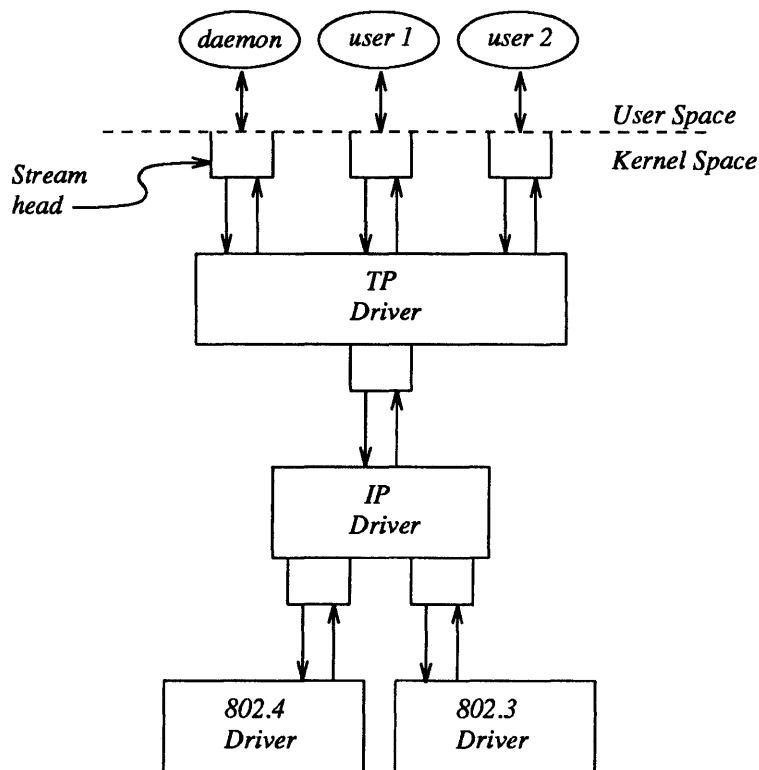 daemon
user 1
user 2
User Space
Kernel Space
Stream
head
TP
Driver
IP
Driver
802.4
Driver
802.3
Driver